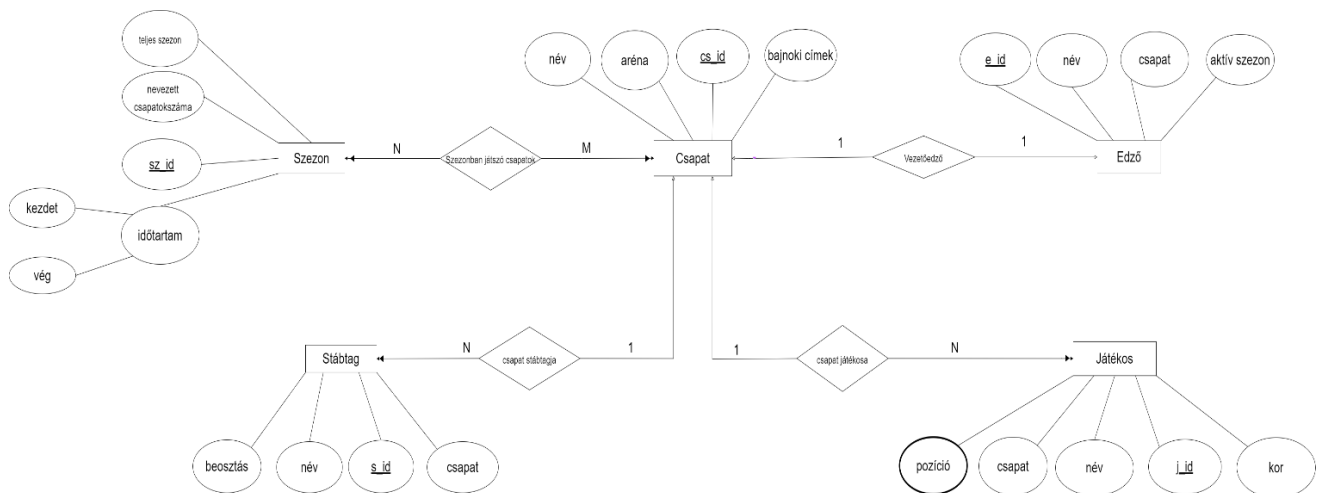 teljes szezon
nevezett
csapatokszáma
sz_id
kezdet
időtartam
vég
Szezon
N
Szezonban játszó csapatok
M
név
aréna
cs_id
bajnoki címek
Csapat
1
Vezetőedző
1
e_id
név
csapat
aktív szezon
Edző
Stábtag
N
csapat stábtagja
1
beosztás
név
s_id
csapat
1
csapat játékosa
N
Játékos
pozíció
csapat
név
j_id
kor